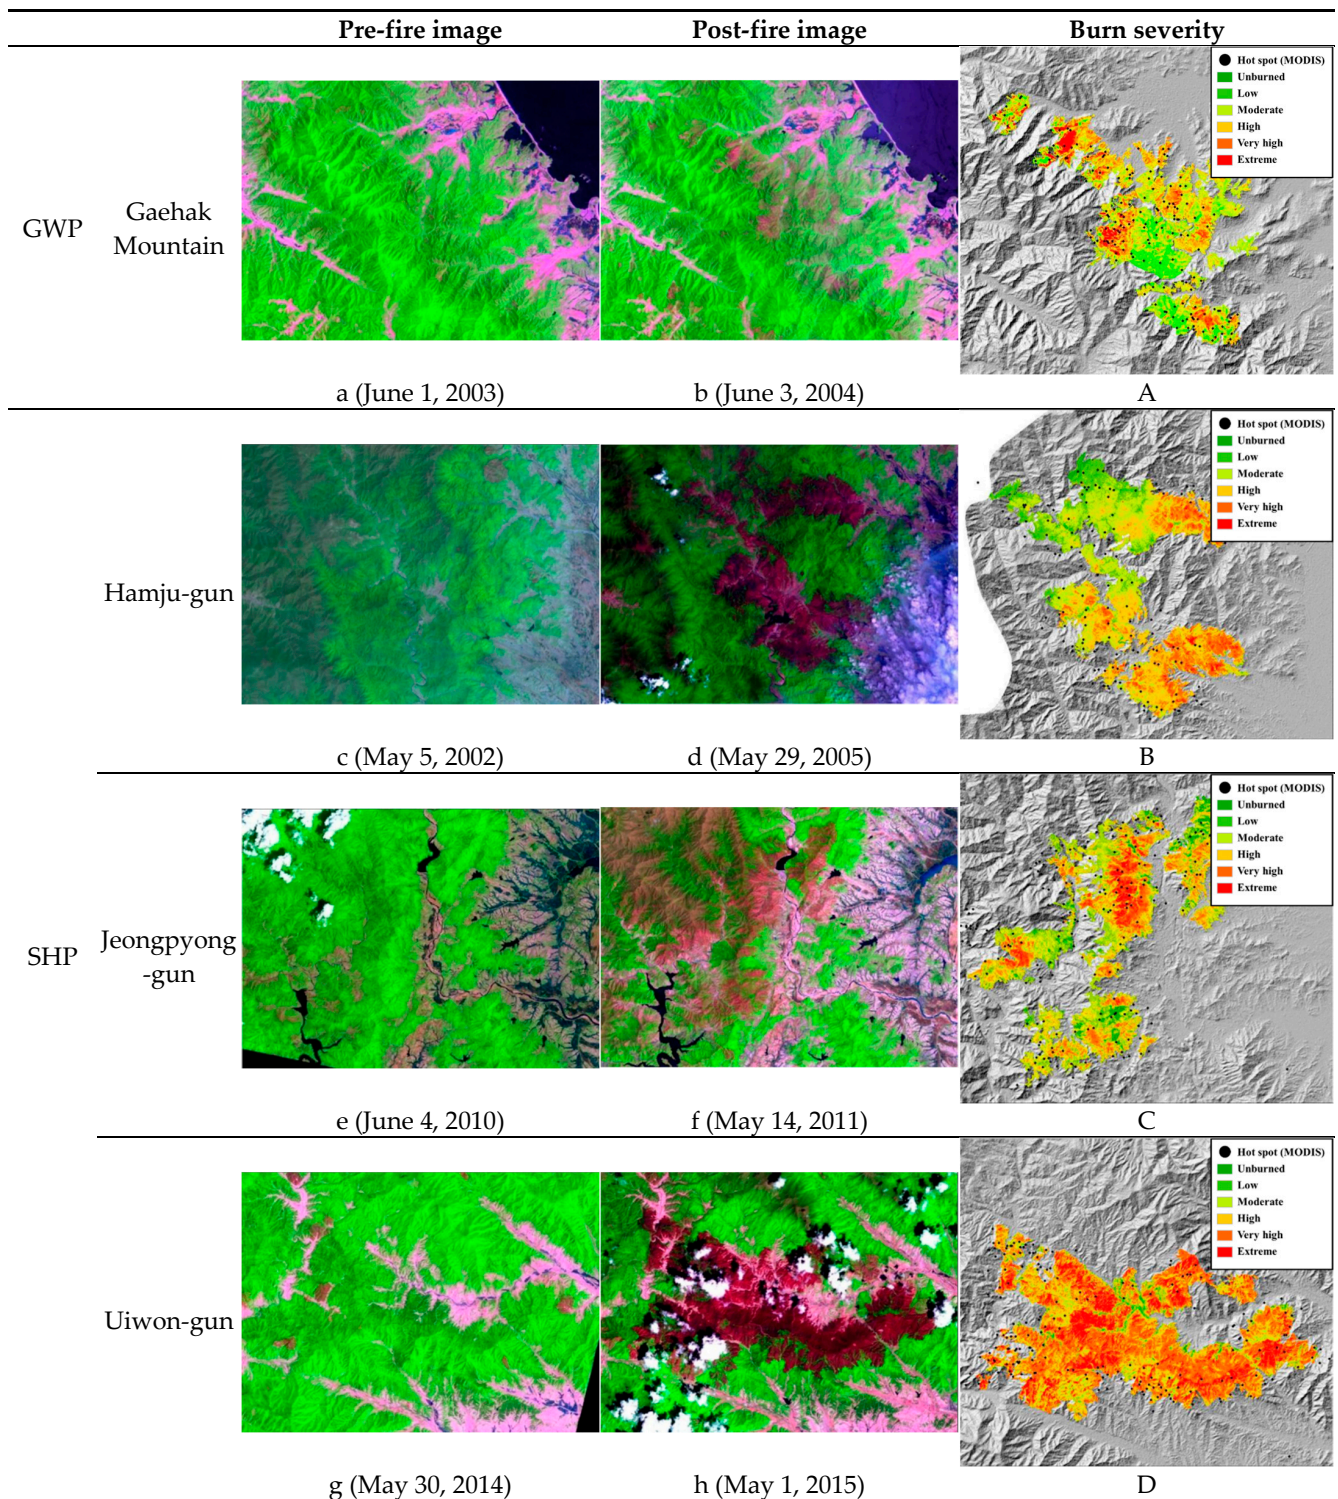 Pre-fire image Post-fire image Burn severity
GWP
Gaehak
Mountain
Hot spot (MODIS)
Unburned
Low
Moderate
High
Very high
Extreme
a (June 1, 2003) b (June 3, 2004) A
Hamju-gun
Hot spot (MODIS)
Unburned
Low
Moderate
High
Very high
Extreme
c (May 5, 2002) d (May 29, 2005) B
SHP
Jeongpyong
-gun
Hot spot (MODIS)
Unburned
Low
Moderate
High
Very high
Extreme
e (June 4, 2010) f (May 14, 2011) C
Uiwon-gun
Hot spot (MODIS)
Unburned
Low
Moderate
High
Very high
Extreme
g (May 30, 2014) h (May 1, 2015) D